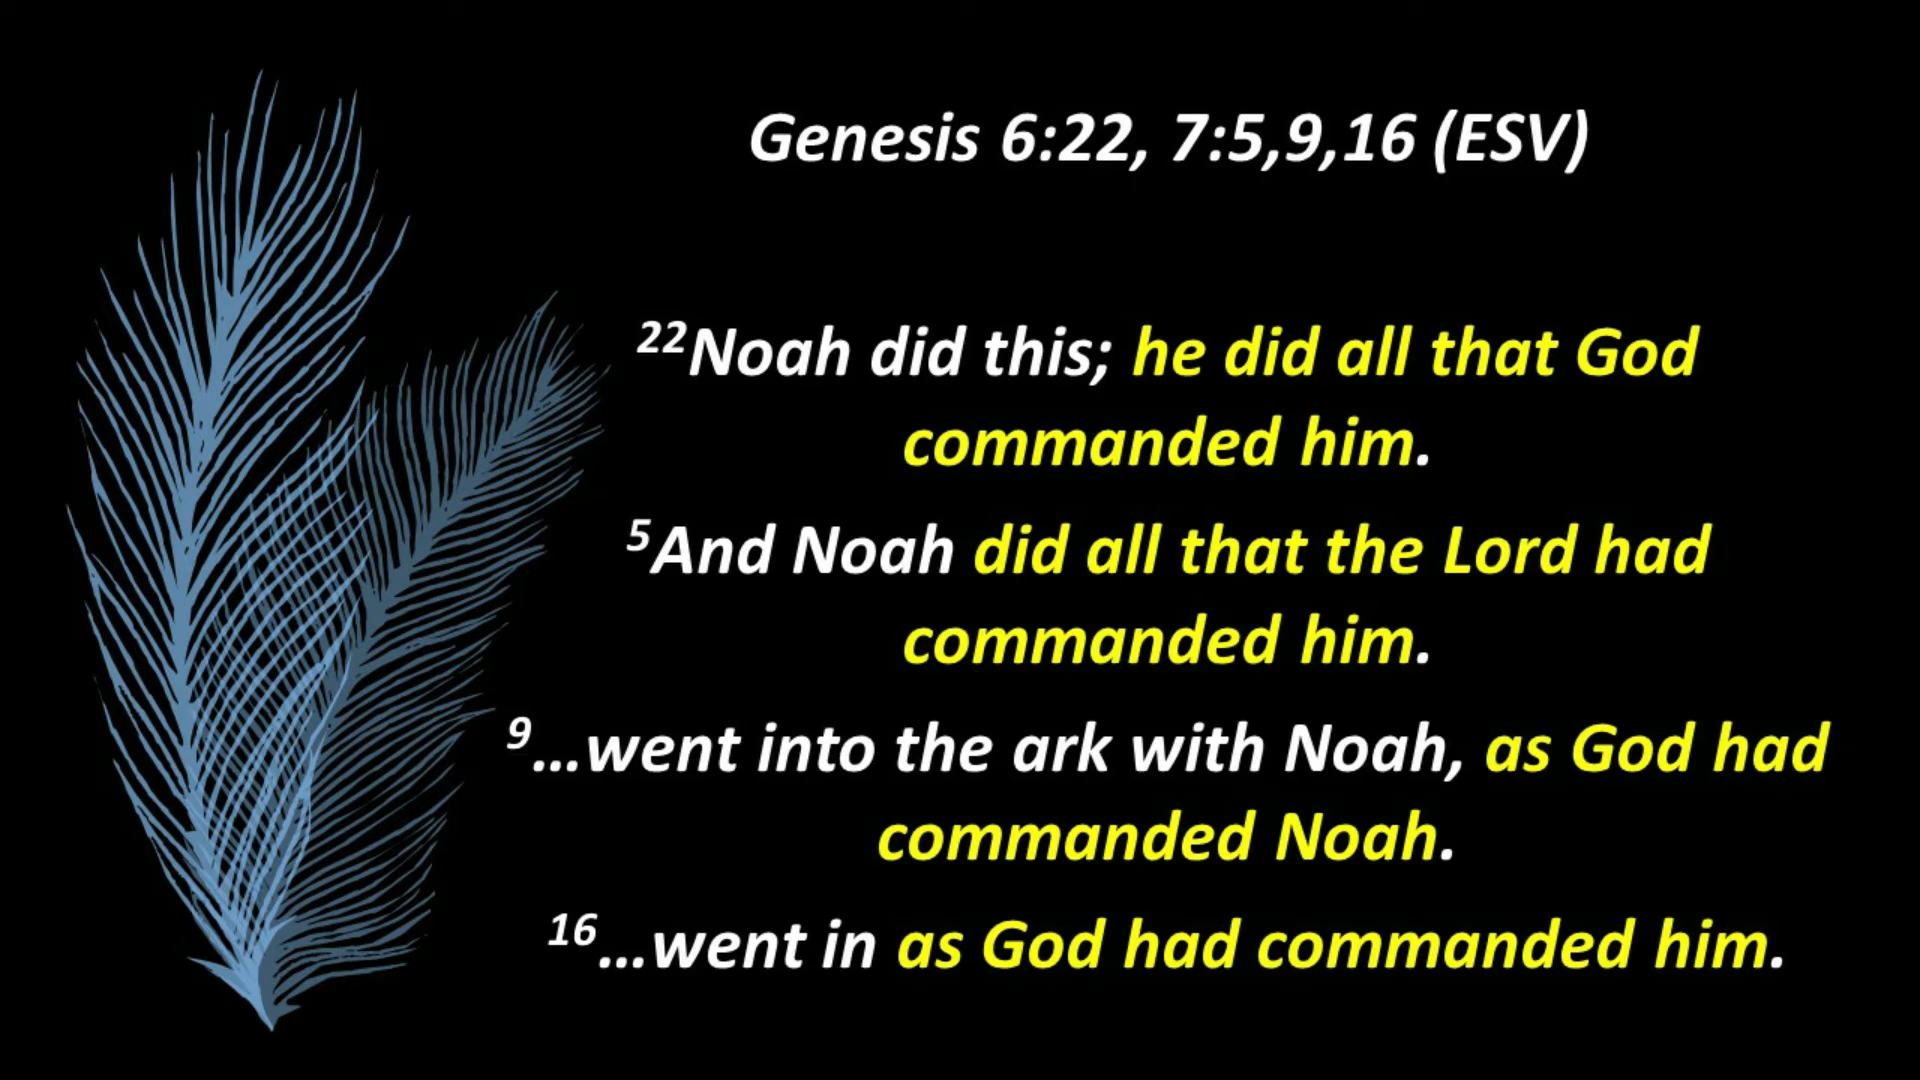 Genesis 6:22, 7:5,9,16 (ESV)
22Noah did this; he did all that God
commanded him.
5And Noah did all that the Lord had
commanded him.
9...went into the ark with Noah, as God had
commanded Noah.
16...went in as God had commanded him.